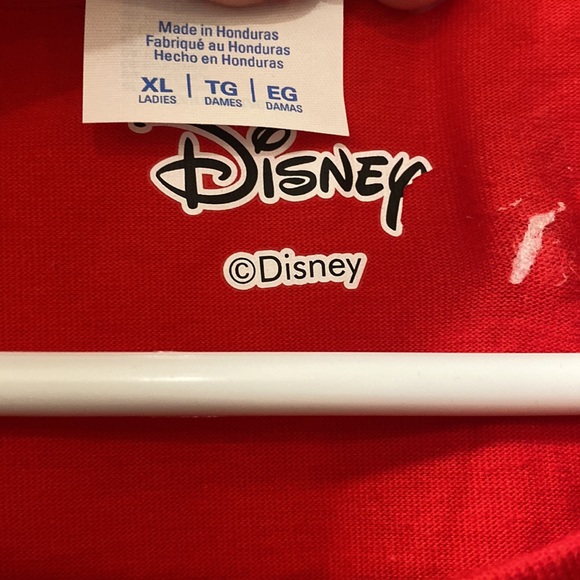 Made in Honduras
Fabriqué au Honduras
Hecho en Honduras
XL | TG | EG
LADIES DAMES DAMAS
Disney
©Disney